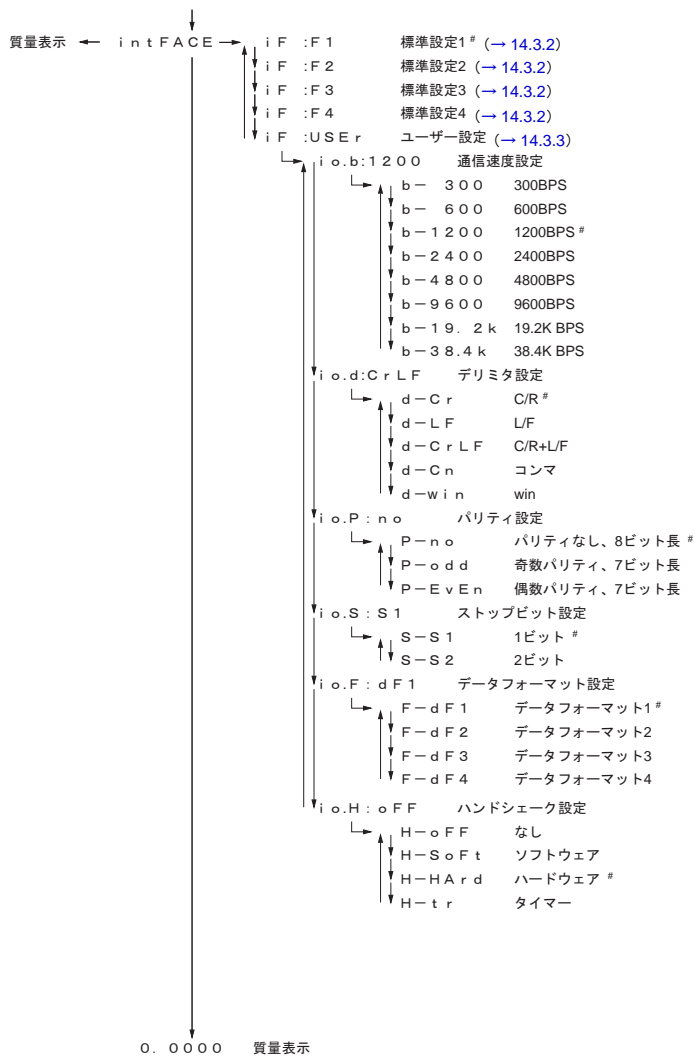 質量表示 ← intFACE → iF :F1 標準設定1# (→ 14.3.2)
iF :F2 標準設定2 (→ 14.3.2)
iF :F3 標準設定3 (→ 14.3.2)
iF :F4 標準設定4 (→ 14.3.2)
iF :USEr ユーザー設定 (→ 14.3.3)
io.b:1200 通信速度設定
b− 300 300BPS
b− 600 600BPS
b−1200 1200BPS #
b−2400 2400BPS
b−4800 4800BPS
b−9600 9600BPS
b−19.2k 19.2K BPS
b−38.4k 38.4K BPS
io.d:CrLF デリミタ設定
d−Cr C/R #
d−LF L/F
d−CrLF C/R+L/F
d−Cn コンマ
d−win win
io.P:no パリティ設定
P−no パリティなし、8ビット長 #
P−odd 奇数パリティ、7ビット長
P−EvEn 偶数パリティ、7ビット長
io.S:S1 ストップビット設定
S−S1 1ビット #
S−S2 2ビット
io.F:dF1 データフォーマット設定
F−dF1 データフォーマット1#
F−dF2 データフォーマット2
F−dF3 データフォーマット3
F−dF4 データフォーマット4
io.H:oFF ハンドシェーク設定
H−oFF なし
H−SoFt ソフトウェア
H−HArd ハードウェア #
H−tr タイマー
0.0000 質量表示